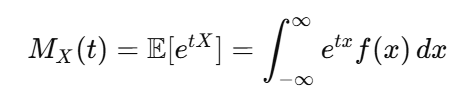 M_X(t) = 𝔼[e^{tX}] = ∫_{-∞}^{∞} e^{tx} f(x) dx